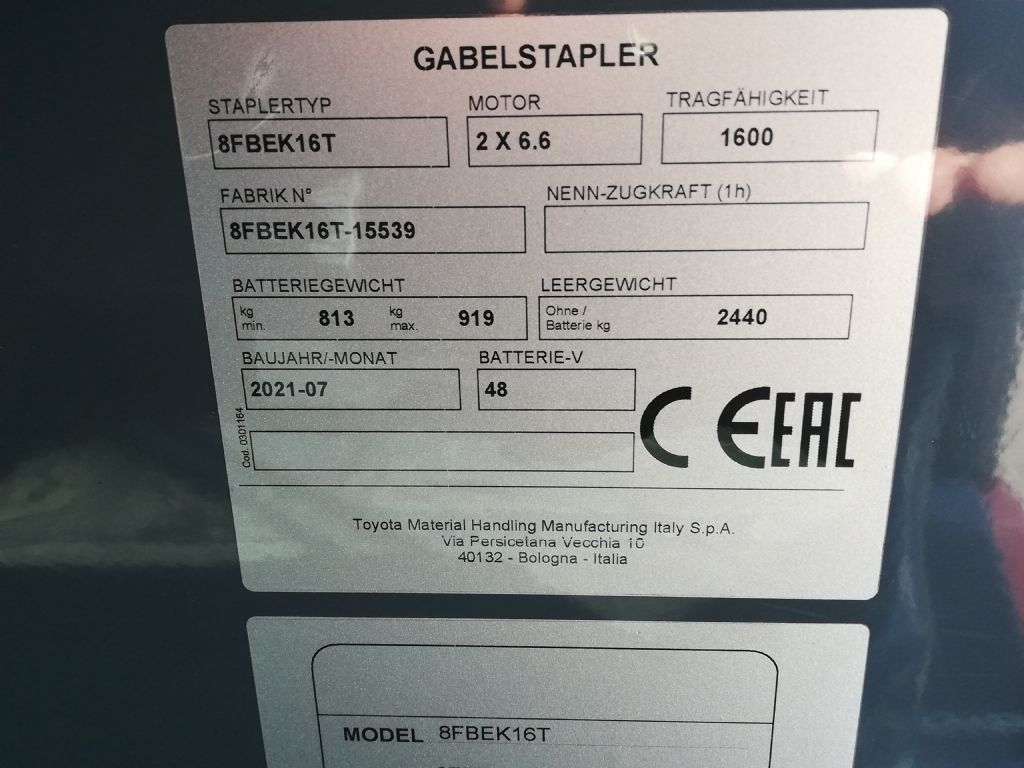 GABELSTAPLER
STAPLERTYP MOTOR TRAGFÄHIGKEIT
8FBEK16T 2 X 6.6 1600
FABRIK N° NENN-ZUGKRAFT (1h)
8FBEK16T-15539
BATTERIEGEWICHT LEERGEWICHT
kg min. 813 kg max. 919 Ohne / Batterie kg 2440
BAUJAHR/-MONAT BATTERIE-V
2021-07 48
Cod. 0301164
CE EAC
Toyota Material Handling Manufacturing Italy S.p.A.
Via Persicetana Vecchia 10
40132 - Bologna - Italia
MODEL 8FBEK16T